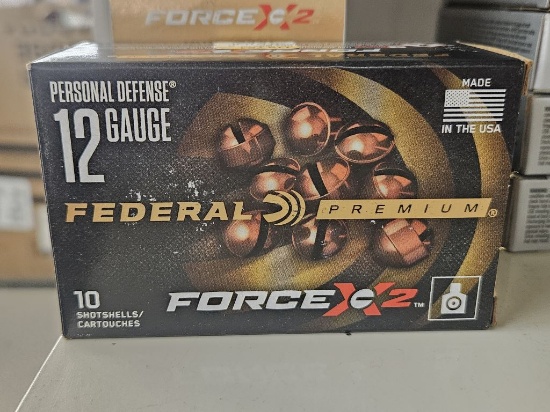 FORCE X2
PERSONAL DEFENSE®
12 GAUGE
MADE
IN THE USA
FEDERAL PREMIUM®
10
SHOTSHELLS/
CARTOUCHES
FORCE X2™